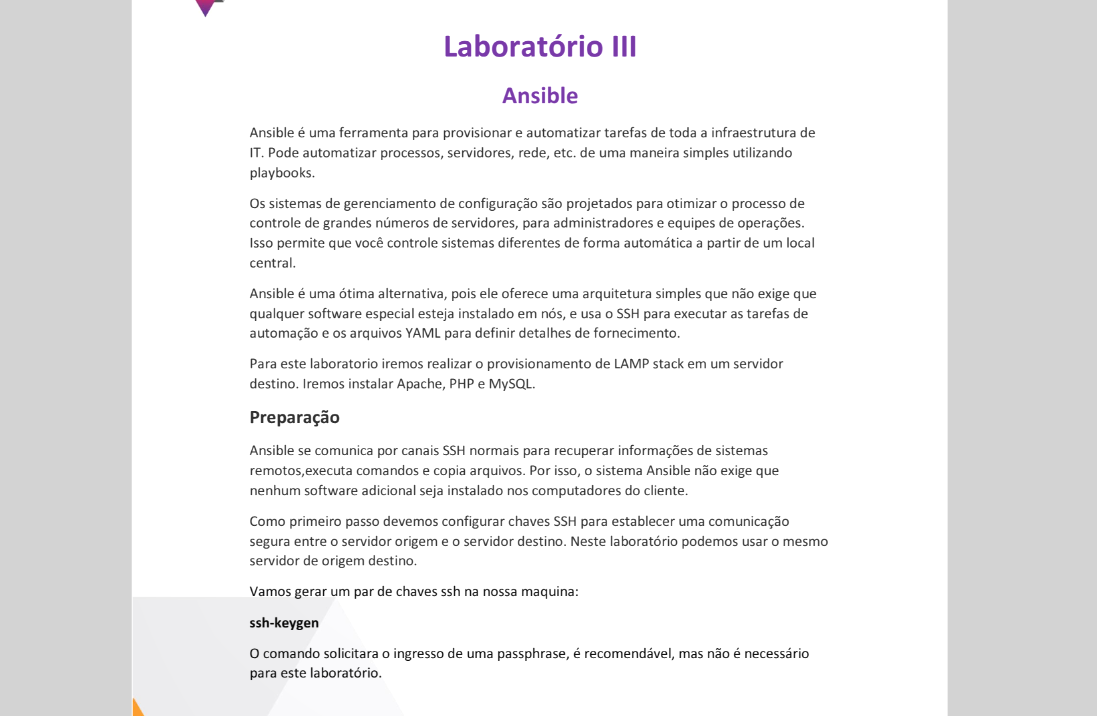 Laboratório III
Ansible
Ansible é uma ferramenta para provisionar e automatizar tarefas de toda a infraestrutura de
IT. Pode automatizar processos, servidores, rede, etc. de uma maneira simples utilizando
playbooks.
Os sistemas de gerenciamento de configuração são projetados para otimizar o processo de
controle de grandes números de servidores, para administradores e equipes de operações.
Isso permite que você controle sistemas diferentes de forma automática a partir de um local
central.
Ansible é uma ótima alternativa, pois ele oferece uma arquitetura simples que não exige que
qualquer software especial esteja instalado em nós, e usa o SSH para executar as tarefas de
automação e os arquivos YAML para definir detalhes de fornecimento.
Para este laboratorio iremos realizar o provisionamento de LAMP stack em um servidor
destino. Iremos instalar Apache, PHP e MySQL.
Preparação
Ansible se comunica por canais SSH normais para recuperar informações de sistemas
remotos,executa comandos e copia arquivos. Por isso, o sistema Ansible não exige que
nenhum software adicional seja instalado nos computadores do cliente.
Como primeiro passo devemos configurar chaves SSH para establecer uma comunicação
segura entre o servidor origem e o servidor destino. Neste laboratório podemos usar o mesmo
servidor de origem destino.
Vamos gerar um par de chaves ssh na nossa maquina:
ssh-keygen
O comando solicitara o ingresso de uma passphrase, é recomendável, mas não é necessário
para este laboratório.